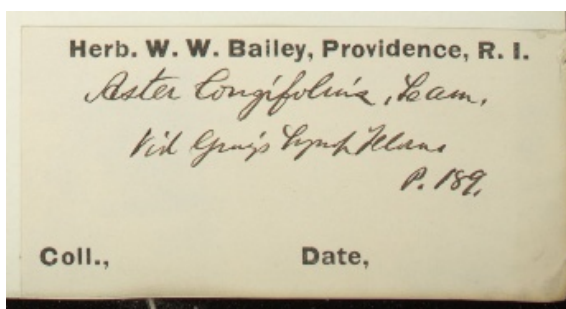 Herb. W. W. Bailey, Providence, R. I.
Aster longifolius, Lam.
Vid Gray's Synop. Flora
P. 189.
Coll., Date,